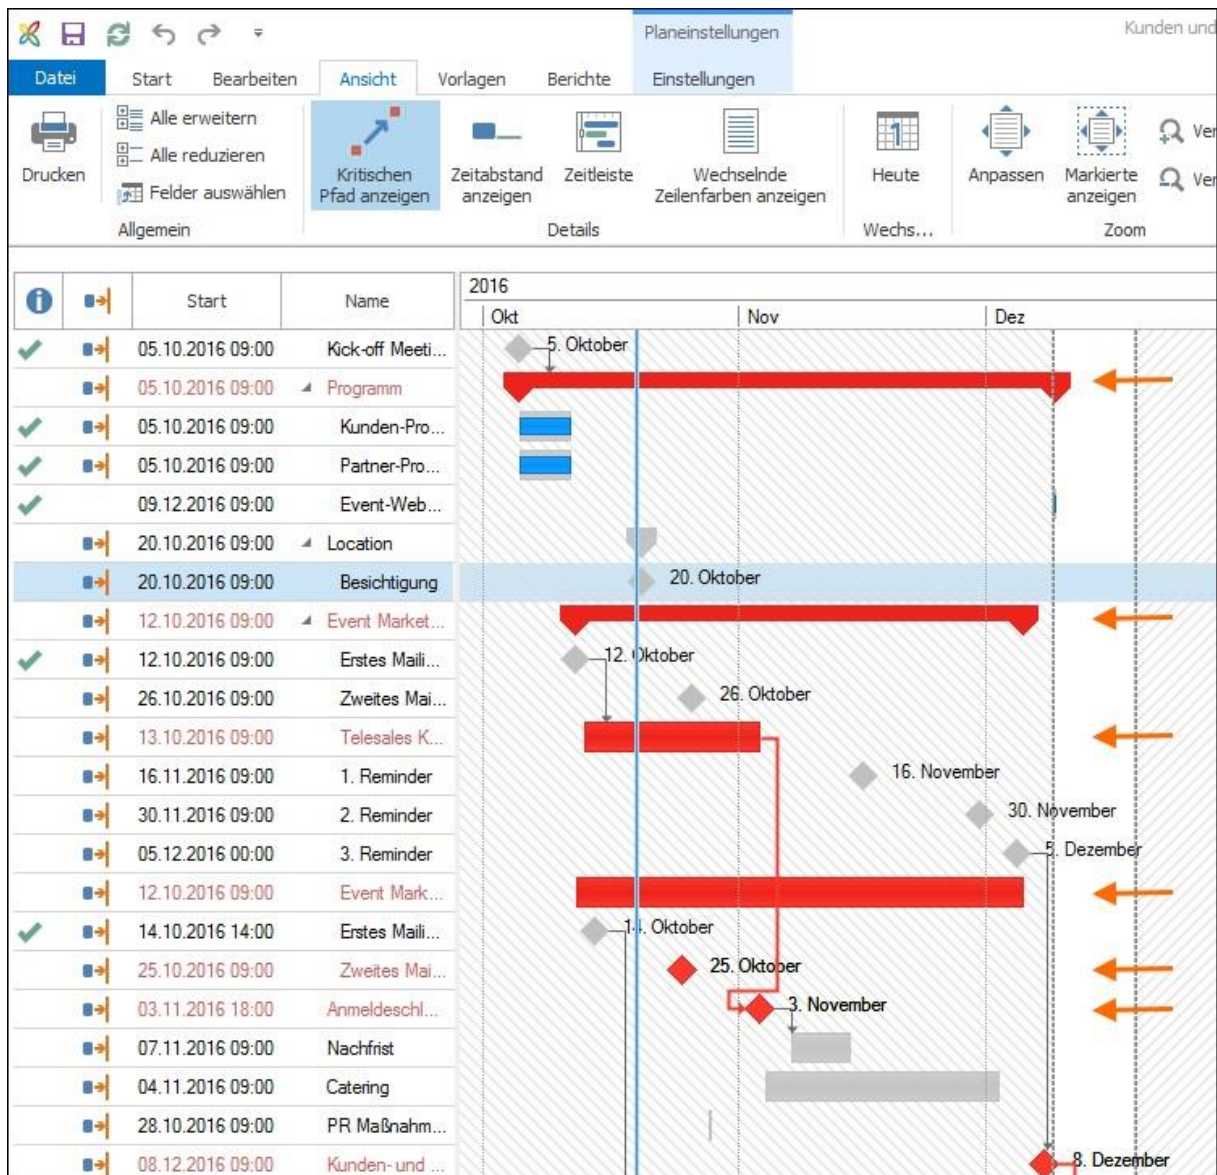 Planeinstellungen
Kunden und
Datei Start Bearbeiten Ansicht Vorlagen Berichte Einstellungen
Drucken
Alle erweitern
Alle reduzieren
Felder auswählen
Allgemein
Kritischen
Pfad anzeigen
Zeitabstand
anzeigen
Zeitleiste
Wechselnde
Zeilenfarben anzeigen
Details
1
Heute
Wechs...
Anpassen
Markierte
anzeigen
Ver
Ver
Zoom
Start Name 2016
Okt Nov Dez
05.10.2016 09:00 Kick-off Meeti... 5. Oktober
05.10.2016 09:00 Programm
05.10.2016 09:00 Kunden-Pro...
05.10.2016 09:00 Partner-Pro...
09.12.2016 09:00 Event-Web...
20.10.2016 09:00 Location
20.10.2016 09:00 Besichtigung 20. Oktober
12.10.2016 09:00 Event Market...
12.10.2016 09:00 Erstes Maili... 12. Oktober
26.10.2016 09:00 Zweites Mai... 26. Oktober
13.10.2016 09:00 Telesales K...
16.11.2016 09:00 1. Reminder 16. November
30.11.2016 09:00 2. Reminder 30. November
05.12.2016 00:00 3. Reminder 5. Dezember
12.10.2016 09:00 Event Mark...
14.10.2016 14:00 Erstes Maili... 14. Oktober
25.10.2016 09:00 Zweites Mai... 25. Oktober
03.11.2016 18:00 Anmeldeschl... 3. November
07.11.2016 09:00 Nachfrist
04.11.2016 09:00 Catering
28.10.2016 09:00 PR Maßnahm...
08.12.2016 09:00 Kunden- und ... 8. Dezember